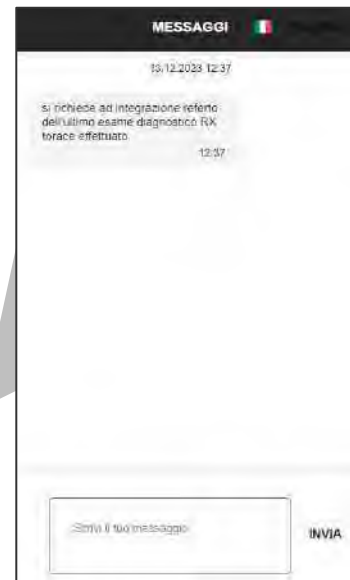 MESSAGGI
13.12.2023 12:37
si richiede ad integrazione referto
dell'ultimo esame diagnostico RX
torace effettuato
12:37
Scrivi il tuo messaggio
INVIA